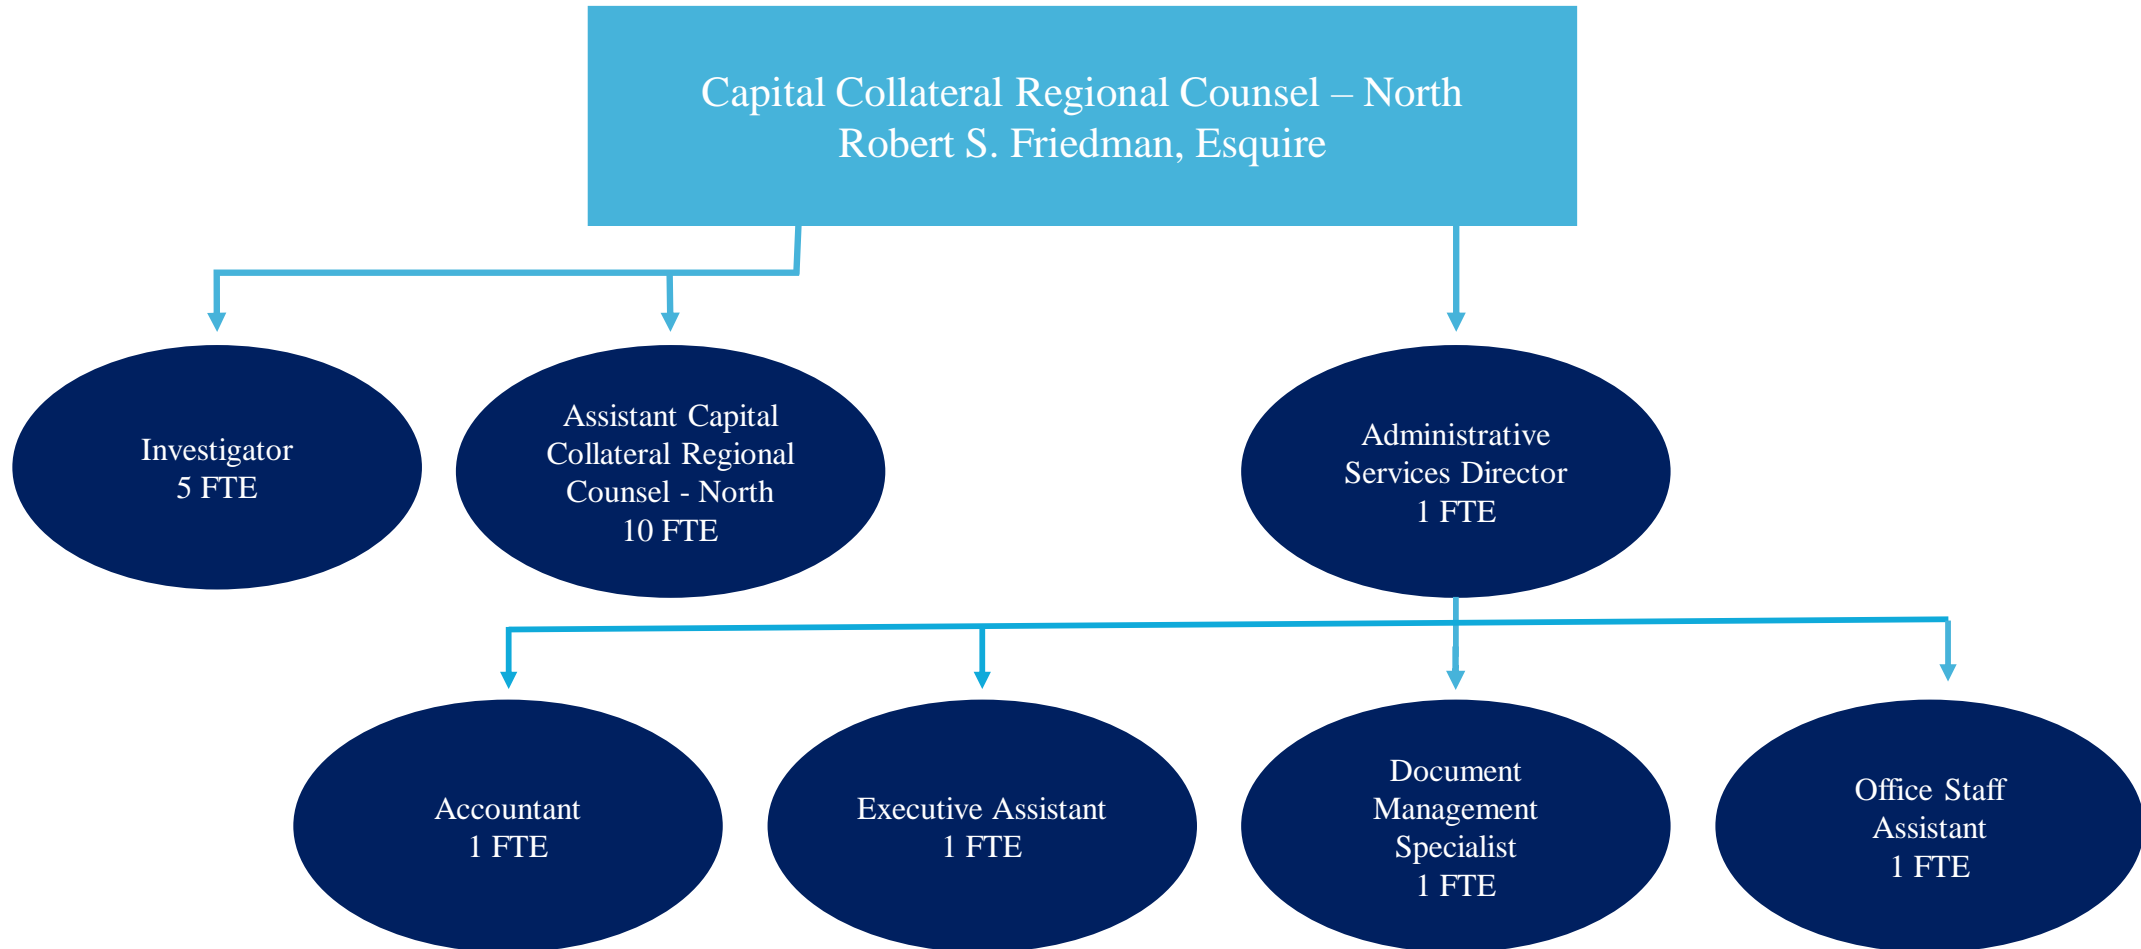 Capital Collateral Regional Counsel – North
Robert S. Friedman, Esquire
Investigator
5 FTE
Assistant Capital
Collateral Regional
Counsel - North
10 FTE
Administrative
Services Director
1 FTE
Accountant
1 FTE
Executive Assistant
1 FTE
Document
Management
Specialist
1 FTE
Office Staff
Assistant
1 FTE